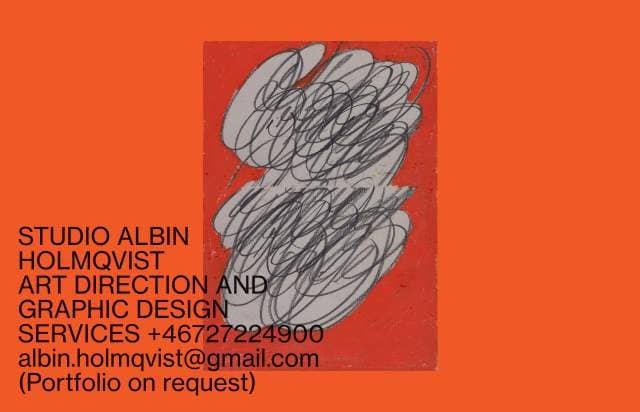 STUDIO ALBIN
HOLMQVIST
ART DIRECTION AND
GRAPHIC DESIGN
SERVICES +46727224900
albin.holmqvist@gmail.com
(Portfolio on request)